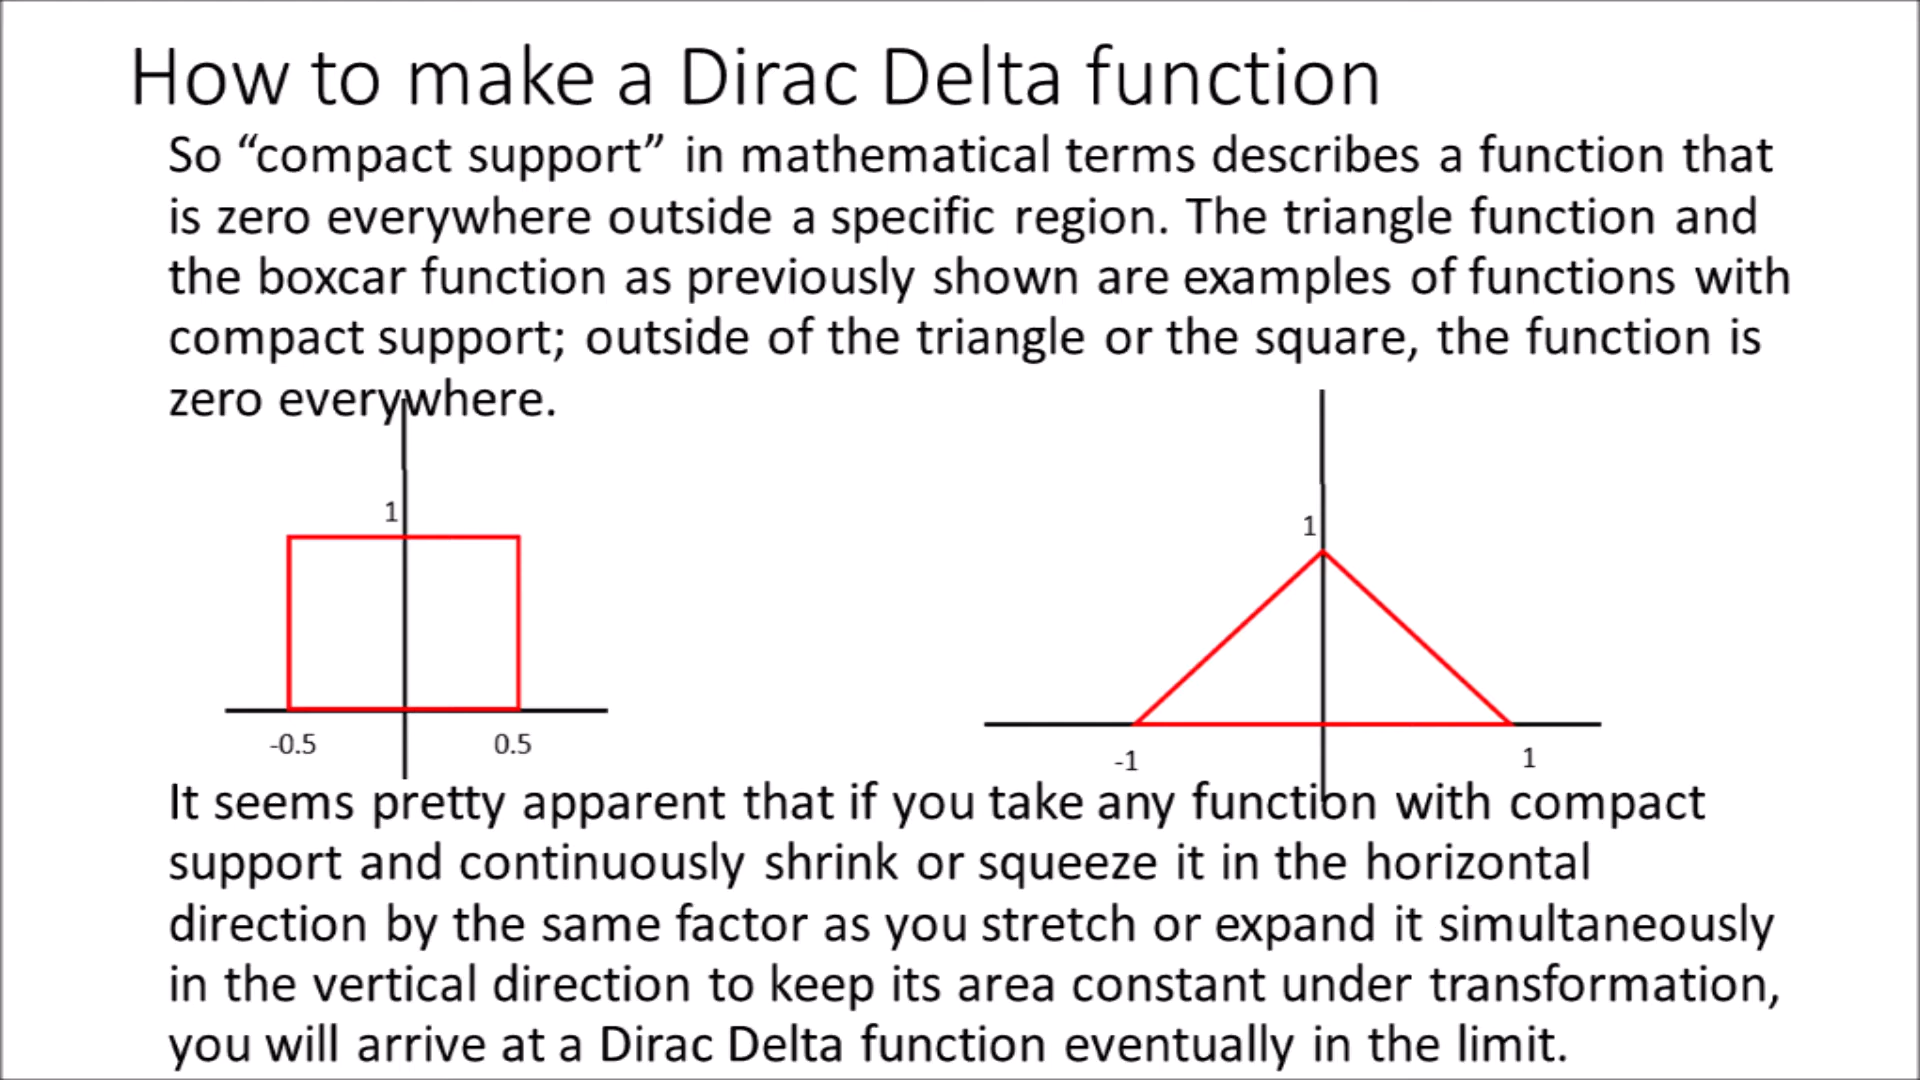 How to make a Dirac Delta function
So “compact support” in mathematical terms describes a function that
is zero everywhere outside a specific region. The triangle function and
the boxcar function as previously shown are examples of functions with
compact support; outside of the triangle or the square, the function is
zero everywhere.
1
-0.5
0.5
1
-1
1
It seems pretty apparent that if you take any function with compact
support and continuously shrink or squeeze it in the horizontal
direction by the same factor as you stretch or expand it simultaneously
in the vertical direction to keep its area constant under transformation,
you will arrive at a Dirac Delta function eventually in the limit.